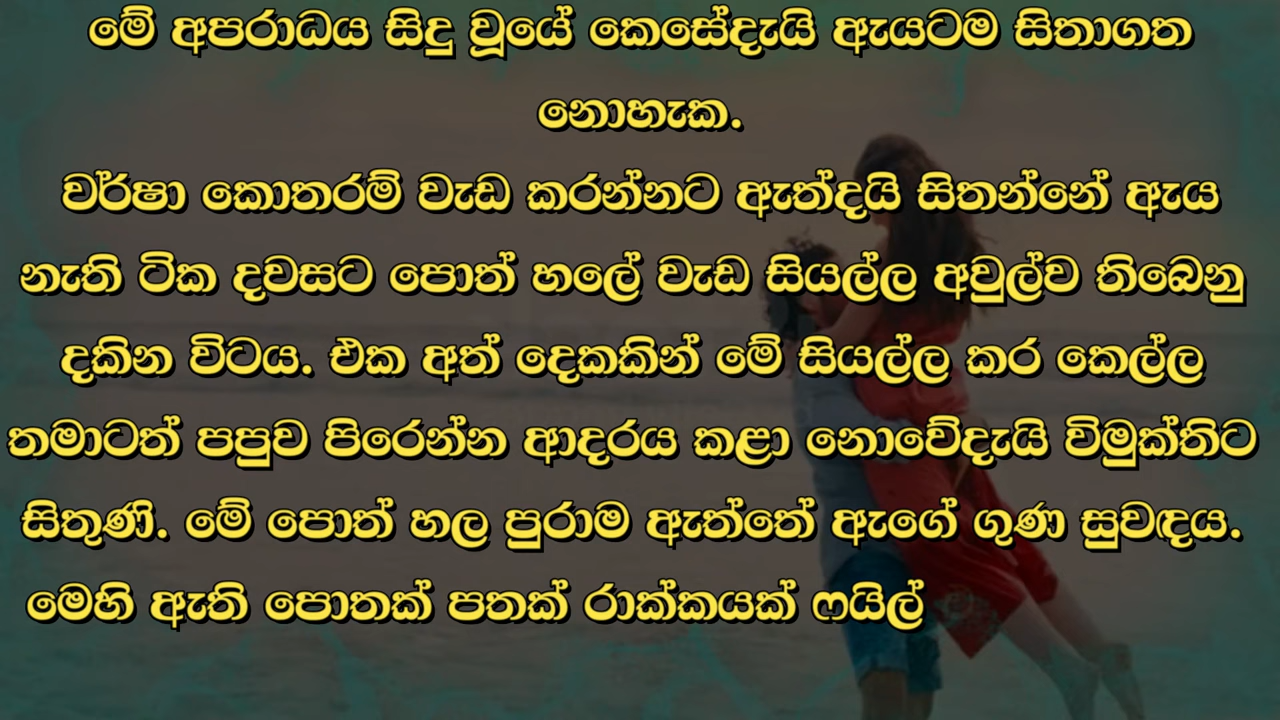 මේ අපරාධය සිදු වූයේ කෙසේදැයි ඇයටම සිතාගත
නොහැක.
වර්ෂා කොතරම් වැඩ කරන්නට ඇත්දයි සිතන්නේ ඇය
නැති ටික දවසට පොත් හලේ වැඩ සියල්ල අවුල්ව තිබෙනු
දකින විටය. එක අත් දෙකකින් මේ සියල්ල කර කෙල්ල
තමාටත් පපුව පිරෙන්න ආදරය කළා නොවේදැයි විමුක්තිට
සිතුණි. මේ පොත් හල පුරාම ඇත්තේ ඇගේ ගුණ සුවඳය.
මෙහි ඇති පොතක් පතක් රාක්කයක් ෆයිල්